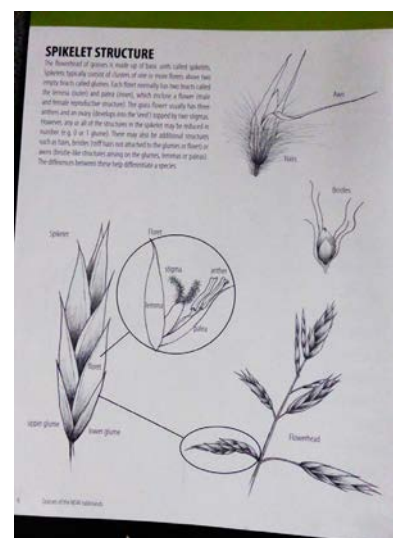 SPIKELET STRUCTURE
The flowerhead of grasses is made up of basic units called spikelets.
Spikelets typically consist of clusters of one or more florets above two
empty bracts called glumes. Each floret normally has two bracts called
the lemma (outer) and palea (inner), which enclose a flower (male
and female reproductive structure). The grass flower usually has three
anthers and an ovary (develops into the 'seed') topped by two stigmas.
However, any or all of the structures in the spikelet may be reduced in
number (e.g. 0 or 1 glume). There may also be additional structures
such as hairs, bristles (stiff hairs not attached to the glumes or floret) or
awns (bristle-like structures arising on the glumes, lemmas or paleas).
The differences between these help differentiate a species.
Awn
Hairs
Bristles
Spikelet
Floret
stigma
anther
lemma
palea
floret
upper glume
lower glume
Flowerhead
Grasses of the NSW